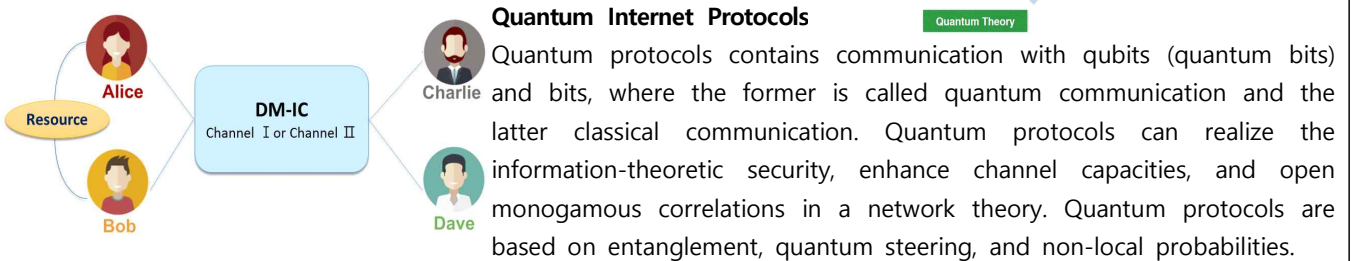 Alice
Resource
Bob
DM-IC
Channel Ⅰ or Channel Ⅱ
Charlie
Dave
Quantum Internet Protocols
Quantum Theory
Quantum protocols contains communication with qubits (quantum bits)
and bits, where the former is called quantum communication and the
latter classical communication. Quantum protocols can realize the
information-theoretic security, enhance channel capacities, and open
monogamous correlations in a network theory. Quantum protocols are
based on entanglement, quantum steering, and non-local probabilities.